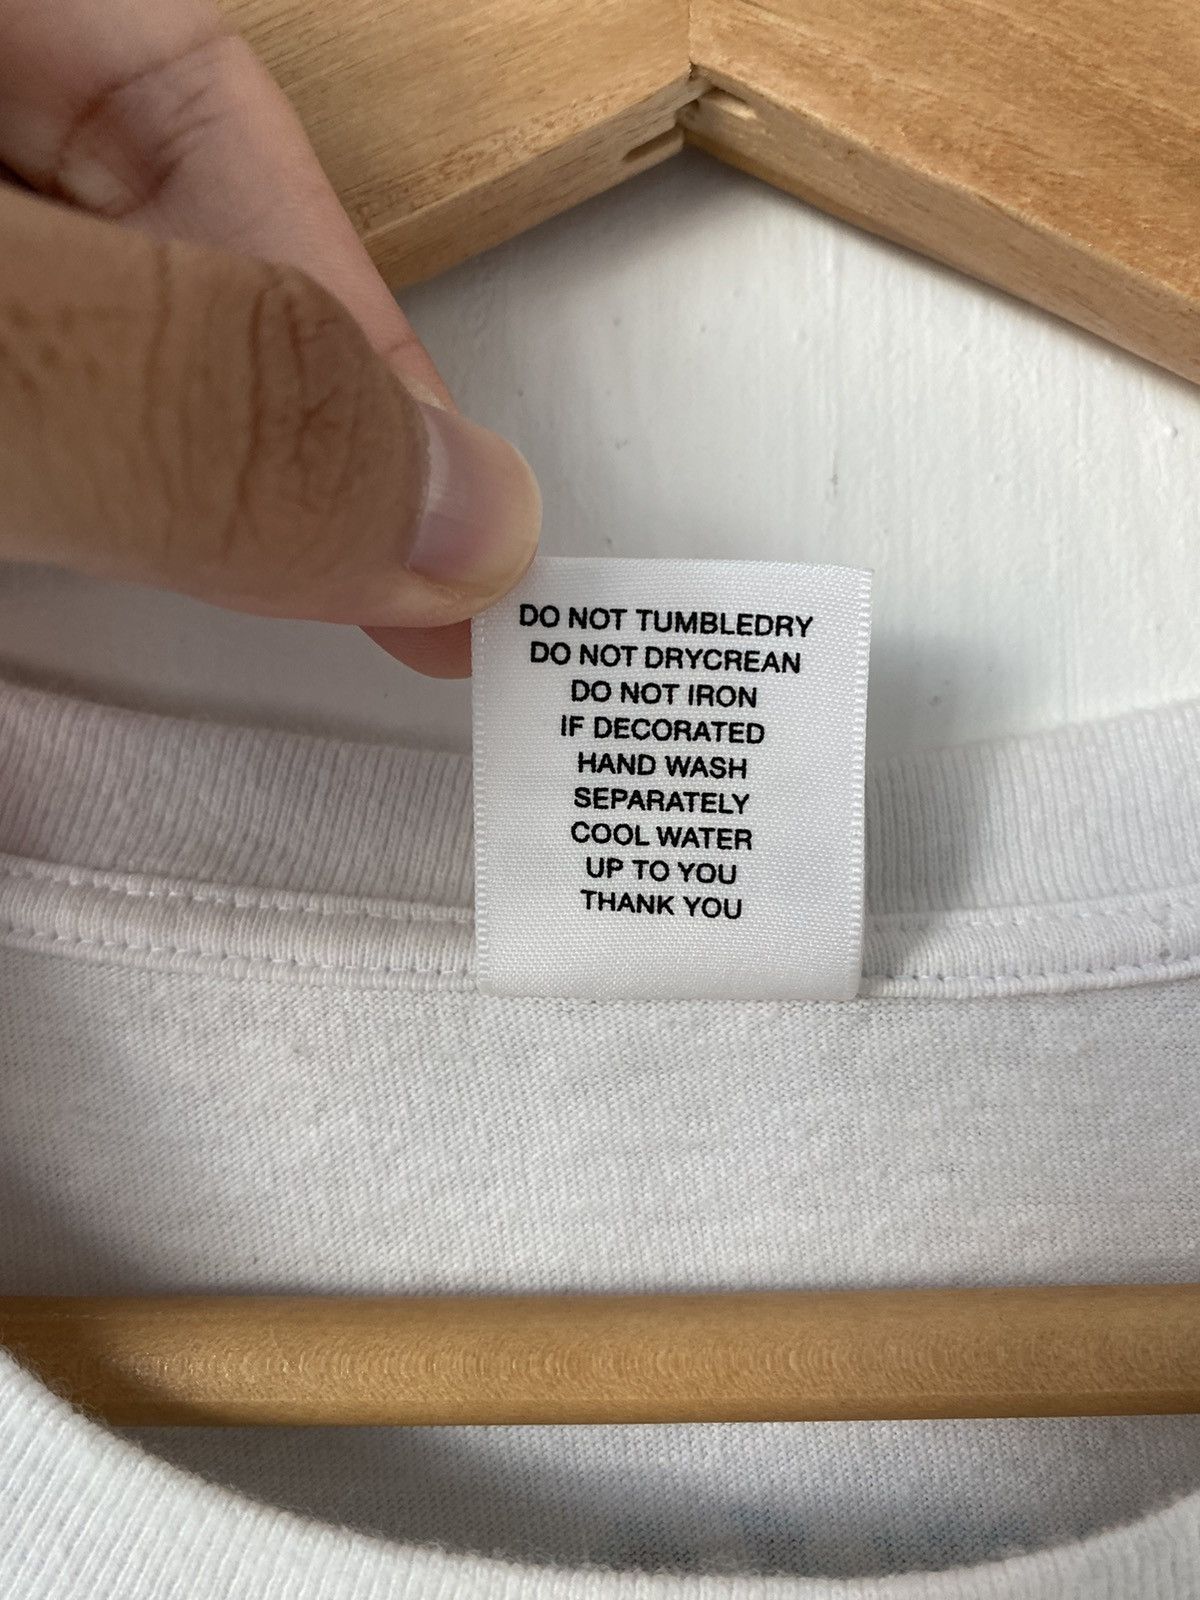 DO NOT TUMBLEDRY
DO NOT DRYCREAN
DO NOT IRON
IF DECORATED
HAND WASH
SEPARATELY
COOL WATER
UP TO YOU
THANK YOU